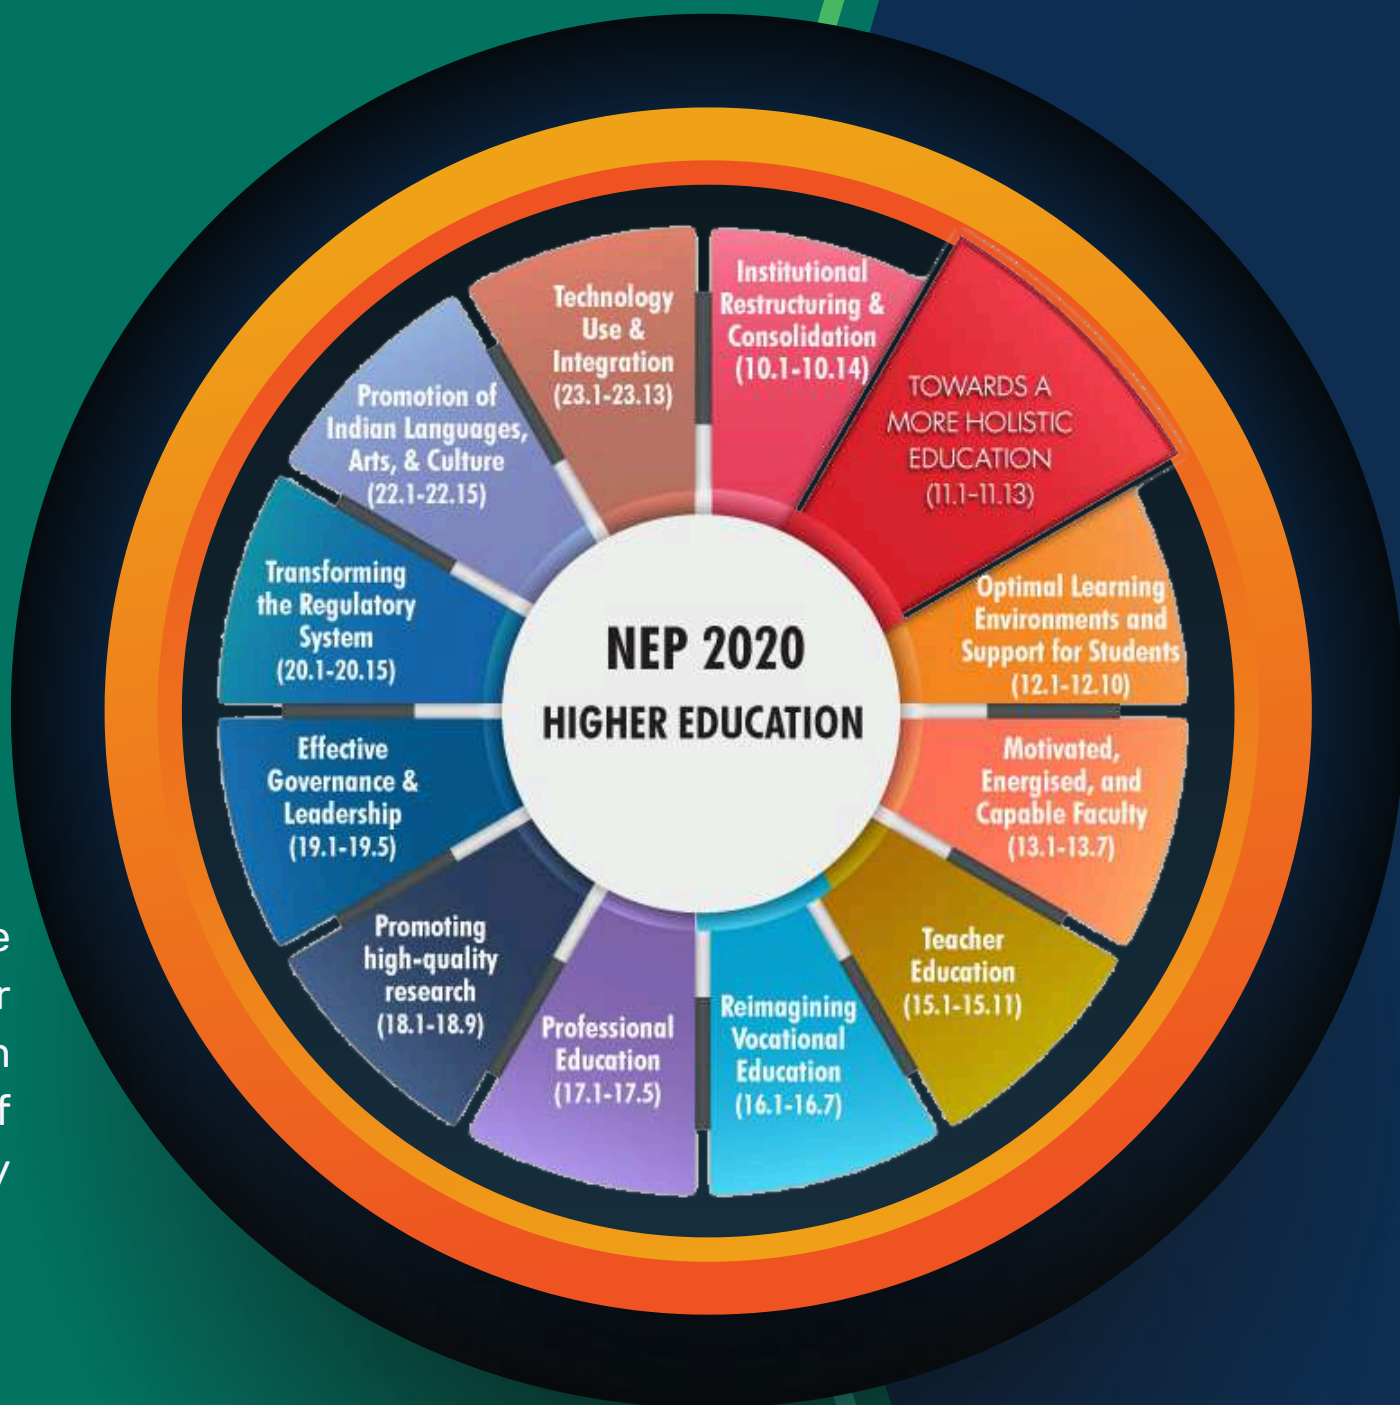 Institutional
Restructuring &
Consolidation
(10.1-10.14)
TOWARDS A
MORE HOLISTIC
EDUCATION
(11.1-11.13)
Optimal Learning
Environments and
Support for Students
(12.1-12.10)
Motivated,
Energised, and
Capable Faculty
(13.1-13.7)
Teacher
Education
(15.1-15.11)
Reimagining
Vocational
Education
(16.1-16.7)
Professional
Education
(17.1-17.5)
Promoting
high-quality
research
(18.1-18.9)
Effective
Governance &
Leadership
(19.1-19.5)
Transforming
the Regulatory
System
(20.1-20.15)
Promotion of
Indian Languages,
Arts, & Culture
(22.1-22.15)
Technology
Use &
Integration
(23.1-23.13)
NEP 2020
HIGHER EDUCATION